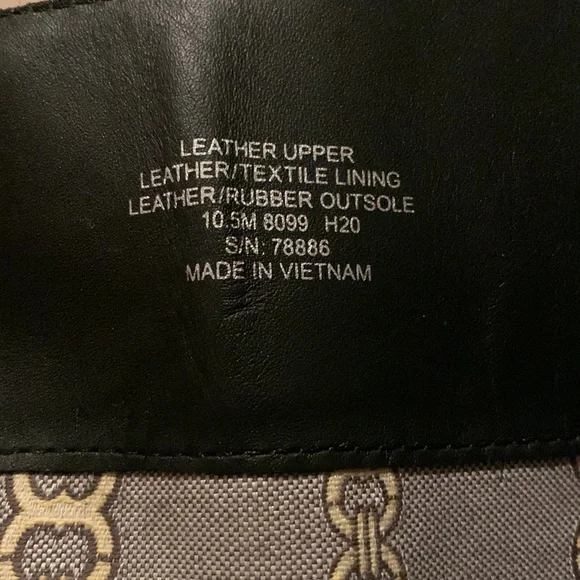 LEATHER UPPER
LEATHER/TEXTILE LINING
LEATHER/RUBBER OUTSOLE
10.5M 8099 H20
S/N: 78886
MADE IN VIETNAM